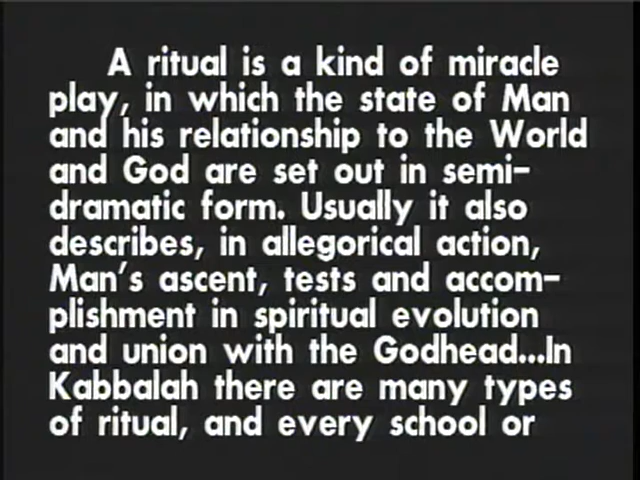 A ritual is a kind of miracle
play, in which the state of Man
and his relationship to the World
and God are set out in semi-
dramatic form. Usually it also
describes, in allegorical action,
Man's ascent, tests and accom-
plishment in spiritual evolution
and union with the Godhead...In
Kabbalah there are many types
of ritual, and every school or